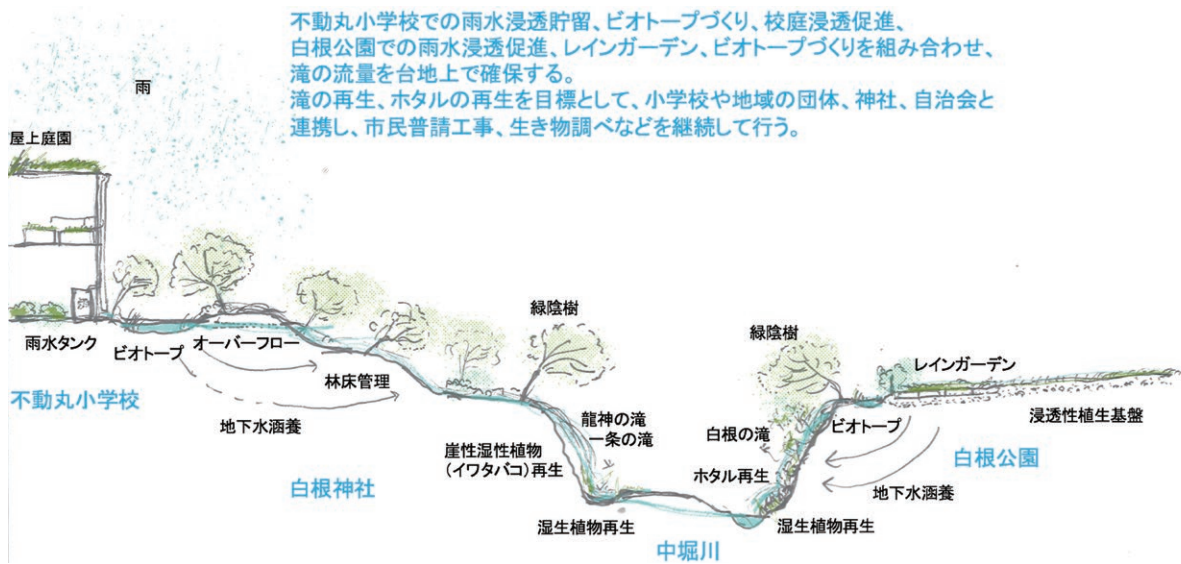 不動丸小学校での雨水浸透貯留、ビオトープづくり、校庭浸透促進、
白根公園での雨水浸透促進、レインガーデン、ビオトープづくりを組み合わせ、
滝の流量を台地上で確保する。
滝の再生、ホタルの再生を目標として、小学校や地域の団体、神社、自治会と
連携し、市民普請工事、生き物調べなどを継続して行う。
雨
屋上庭園
雨水タンク
ビオトープ
オーバーフロー
不動丸小学校
林床管理
地下水涵養
白根神社
緑陰樹
龍神の滝
一条の滝
崖性湿性植物
(イワタバコ)再生
湿生植物再生
中堀川
緑陰樹
白根の滝
ホタル再生
湿生植物再生
ビオトープ
レインガーデン
浸透性植生基盤
白根公園
地下水涵養